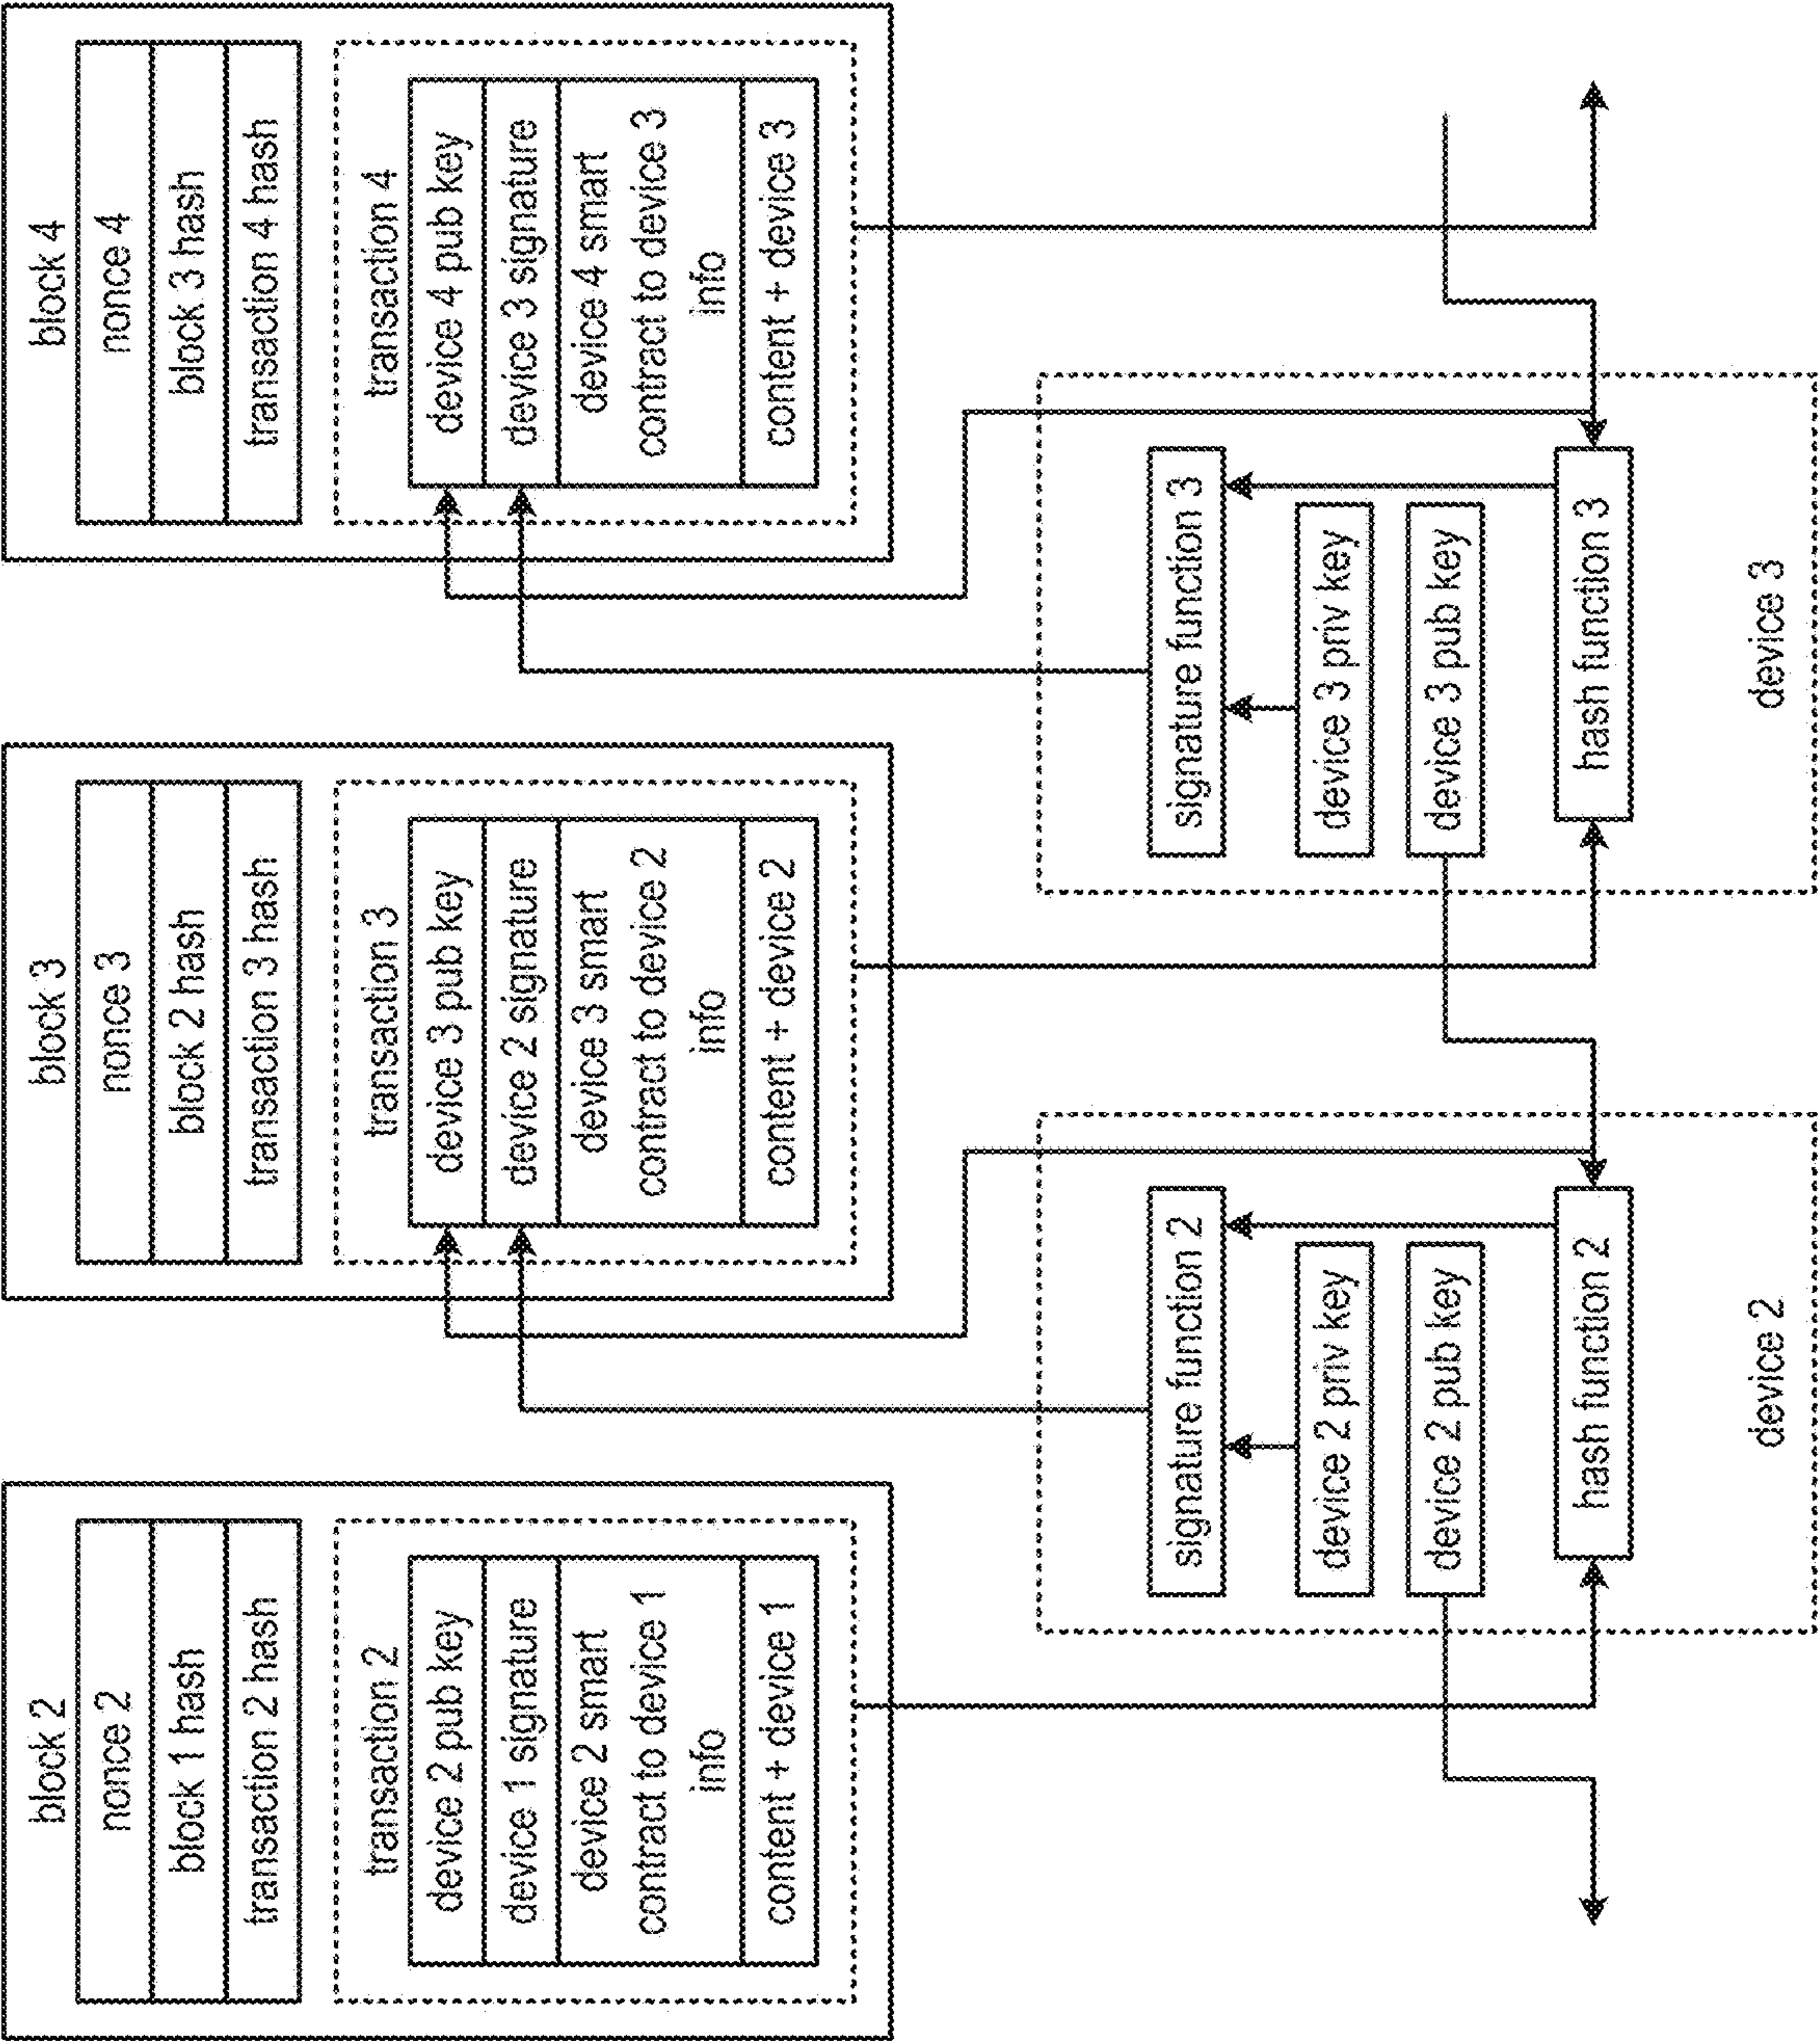 block 2
nonce 2
block 1 hash
transaction 2 hash
transaction 2
device 2 pub key
device 1 signature
device 2 smart
contract to device 1
info
content + device 1
block 3
nonce 3
block 2 hash
transaction 3 hash
transaction 3
device 3 pub key
device 2 signature
device 3 smart
contract to device 2
info
content + device 2
block 4
nonce 4
block 3 hash
transaction 4 hash
transaction 4
device 4 pub key
device 3 signature
device 4 smart
contract to device 3
info
content + device 3
signature function 2
device 2 priv key
device 2 pub key
hash function 2
device 2
signature function 3
device 3 priv key
device 3 pub key
hash function 3
device 3